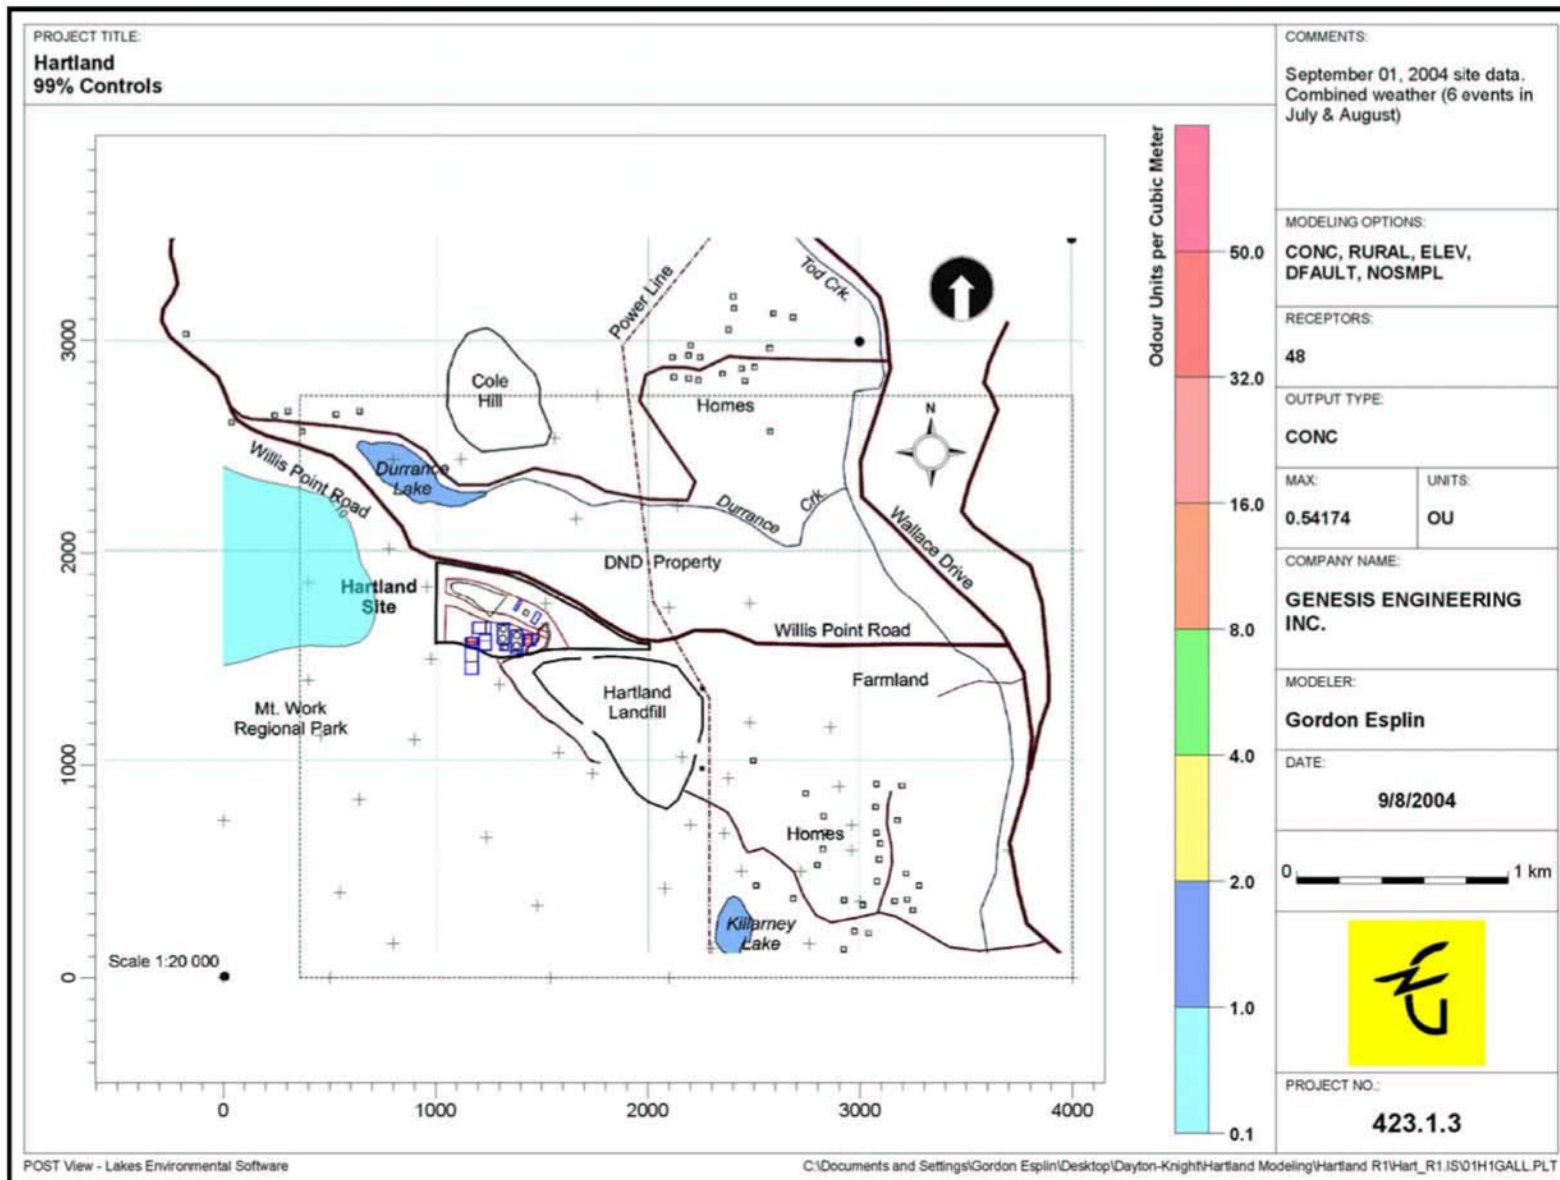 PROJECT TITLE:
Hartland
99% Controls
COMMENTS:
September 01, 2004 site data.
Combined weather (6 events in
July & August)
MODELING OPTIONS:
CONC, RURAL, ELEV,
DFAULT, NOSMPL
RECEPTORS:
48
OUTPUT TYPE:
CONC
MAX:
0.54174
UNITS:
OU
COMPANY NAME:
GENESIS ENGINEERING
INC.
MODELER:
Gordon Esplin
DATE:
9/8/2004
0
1 km
PROJECT NO.:
423.1.3
Odour Units per Cubic Meter
50.0
32.0
16.0
8.0
4.0
2.0
1.0
0.1
3000
2000
1000
0
0
1000
2000
3000
4000
Power Line
Tod Crk.
Cole
Hill
Homes
N
Willis Point Road
Durrance
Lake
Durrance
Crk.
Wallace Drive
DND Property
Hartland
Site
Willis Point Road
Farmland
Hartland
Landfill
Mt. Work
Regional Park
Homes
Killarney
Lake
Scale 1:20 000
POST View - Lakes Environmental Software
C:\Documents and Settings\Gordon Esplin\Desktop\Dayton-Knight\Hartland Modeling\Hartland R1\Hart_R1.IS\01H1GALL.PLT